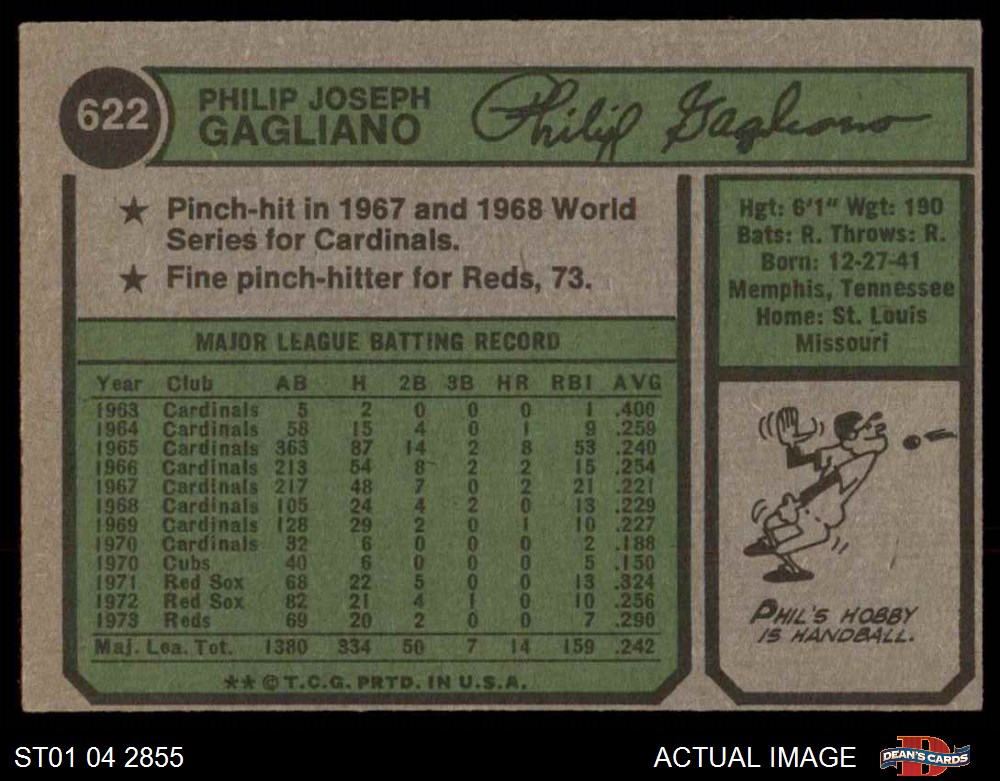 622
PHILIP JOSEPH
GAGLIANO
Philip Gagliano
★ Pinch-hit in 1967 and 1968 World
Series for Cardinals.
★ Fine pinch-hitter for Reds, 73.
Hgt: 6'1" Wgt: 190
Bats: R. Throws: R.
Born: 12-27-41
Memphis, Tennessee
Home: St. Louis
Missouri
MAJOR LEAGUE BATTING RECORD
Year Club AB H 2B 3B HR RBI AVG
1963 Cardinals 5 2 0 0 0 1 .400
1964 Cardinals 58 15 4 0 1 9 .259
1965 Cardinals 363 87 14 2 8 53 .240
1966 Cardinals 213 54 8 2 2 15 .254
1967 Cardinals 217 48 7 0 2 21 .221
1968 Cardinals 105 24 4 2 0 13 .229
1969 Cardinals 128 29 2 0 1 10 .227
1970 Cardinals 32 6 0 0 0 2 .188
1970 Cubs 40 6 0 0 0 5 .150
1971 Red Sox 68 22 5 0 0 13 .324
1972 Red Sox 82 21 4 1 0 10 .256
1973 Reds 69 20 2 0 0 7 .290
Maj. Lea. Tot. 1380 334 50 7 14 159 .242
★★ © T.C.G. PRTD. IN U.S.A.
PHIL'S HOBBY
IS HANDBALL.
ST01 04 2855
ACTUAL IMAGE
DEAN'S CARDS